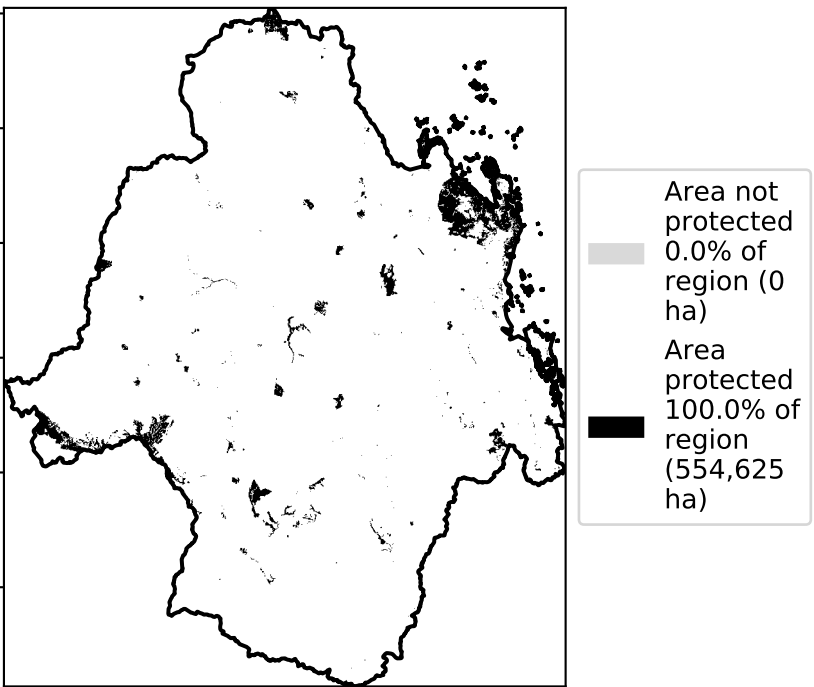 Area not
protected
0.0% of
region (0
ha)
Area
protected
100.0% of
region
(554,625
ha)